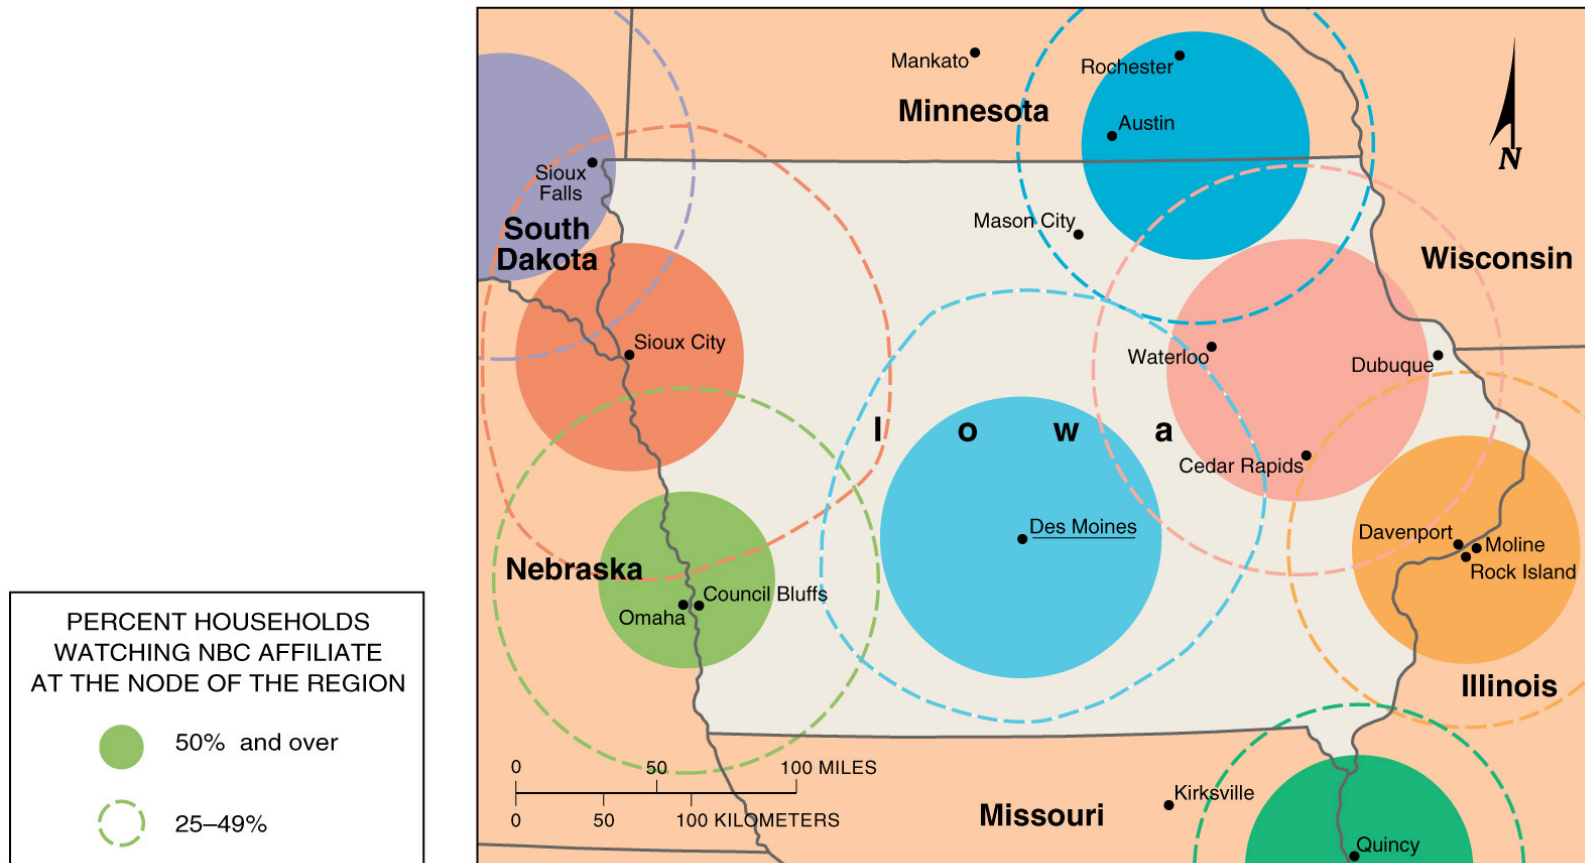 Mankato
Rochester
Minnesota
Austin
N
Sioux
Falls
South
Dakota
Mason City
Wisconsin
Sioux City
Waterloo
Dubuque
I o w a
Cedar Rapids
Des Moines
Davenport
Moline
Rock Island
Nebraska
Council Bluffs
Omaha
Illinois
PERCENT HOUSEHOLDS
WATCHING NBC AFFILIATE
AT THE NODE OF THE REGION
50% and over
25–49%
0 50 100 MILES
0 50 100 KILOMETERS
Kirksville
Missouri
Quincy